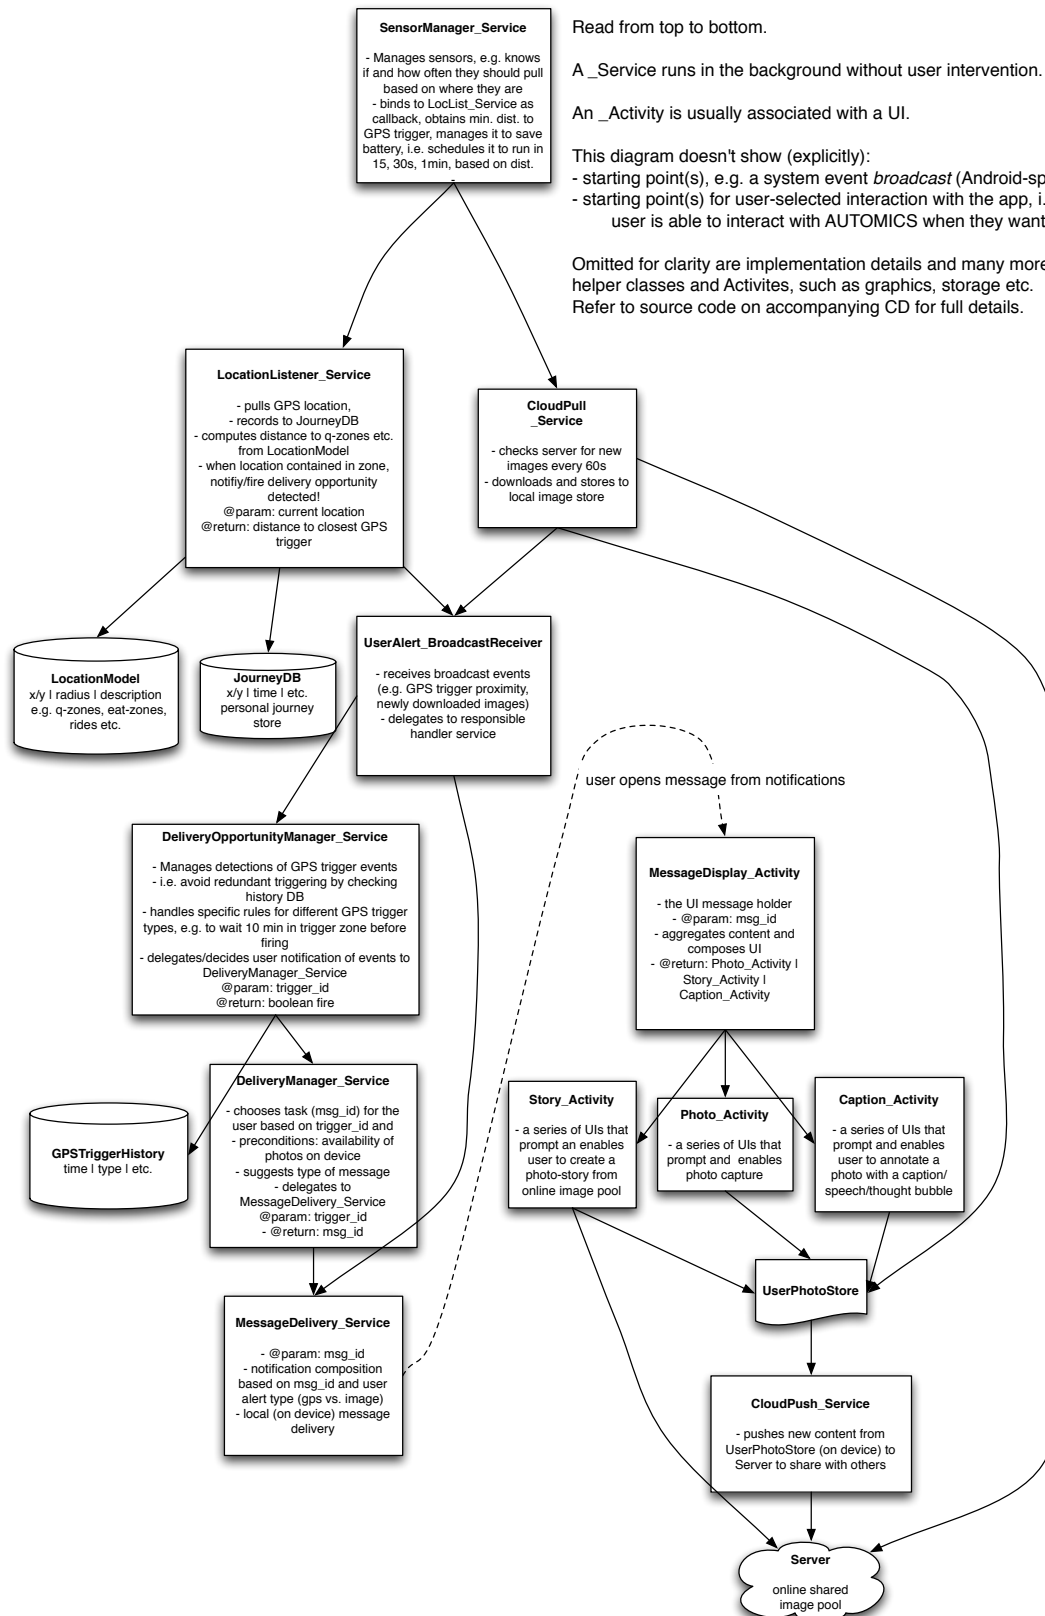 SensorManager_Service
- Manages sensors, e.g. knows
if and how often they should pull
based on where they are
- binds to LocList_Service as
callback, obtains min. dist. to
GPS trigger, manages it to save
battery, i.e. schedules it to run in
15, 30s, 1min, based on dist.
-
Read from top to bottom.
A _Service runs in the background without user intervention.
An _Activity is usually associated with a UI.
This diagram doesn't show (explicitly):
- starting point(s), e.g. a system event broadcast (Android-sp
- starting point(s) for user-selected interaction with the app, i.
user is able to interact with AUTOMICS when they want
Omitted for clarity are implementation details and many more
helper classes and Activites, such as graphics, storage etc.
Refer to source code on accompanying CD for full details.
LocationListener_Service
- pulls GPS location,
- records to JourneyDB
- computes distance to q-zones etc.
from LocationModel
- when location contained in zone,
notifiy/fire delivery opportunity
detected!
@param: current location
@return: distance to closest GPS
trigger
CloudPull
_Service
- checks server for new
images every 60s
- downloads and stores to
local image store
LocationModel
x/y | radius | description
e.g. q-zones, eat-zones,
rides etc.
JourneyDB
x/y | time | etc.
personal journey
store
UserAlert_BroadcastReceiver
- receives broadcast events
(e.g. GPS trigger proximity,
newly downloaded images)
- delegates to responsible
handler service
user opens message from notifications
DeliveryOpportunityManager_Service
- Manages detections of GPS trigger events
- i.e. avoid redundant triggering by checking
history DB
- handles specific rules for different GPS trigger
types, e.g. to wait 10 min in trigger zone before
firing
- delegates/decides user notification of events to
DeliveryManager_Service
@param: trigger_id
@return: boolean fire
MessageDisplay_Activity
- the UI message holder
- @param: msg_id
- aggregates content and
composes UI
- @return: Photo_Activity |
Story_Activity |
Caption_Activity
GPSTriggerHistory
time | type | etc.
DeliveryManager_Service
- chooses task (msg_id) for the
user based on trigger_id and
- preconditions: availability of
photos on device
- suggests type of message
- delegates to
MessageDelivery_Service
@param: trigger_id
- @return: msg_id
Story_Activity
- a series of UIs that
prompt an enables
user to create a
photo-story from
online image pool
Photo_Activity
- a series of UIs that
prompt and enables
photo capture
Caption_Activity
- a series of UIs that
prompt and enables
user to annotate a
photo with a caption/
speech/thought bubble
UserPhotoStore
MessageDelivery_Service
- @param: msg_id
- notification composition
based on msg_id and user
alert type (gps vs. image)
- local (on device) message
delivery
CloudPush_Service
- pushes new content from
UserPhotoStore (on device) to
Server to share with others
Server
online shared
image pool